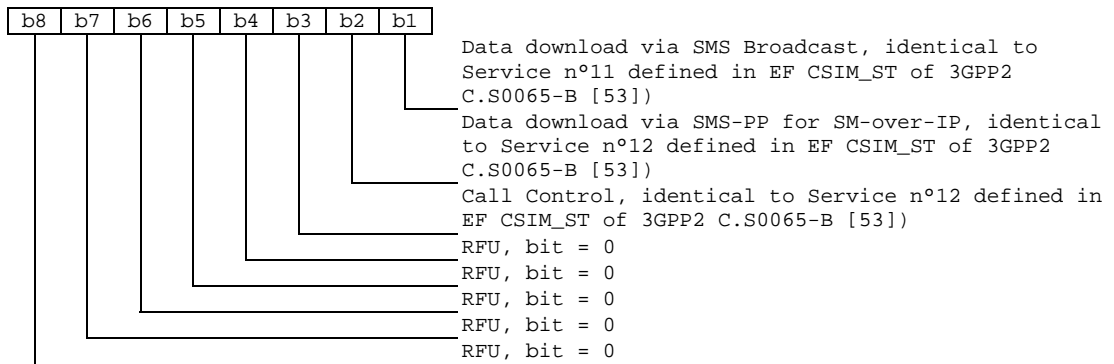 b8 b7 b6 b5 b4 b3 b2 b1
Data download via SMS Broadcast, identical to
Service nº11 defined in EF CSIM_ST of 3GPP2
C.S0065-B [53])
Data download via SMS-PP for SM-over-IP, identical
to Service nº12 defined in EF CSIM_ST of 3GPP2
C.S0065-B [53])
Call Control, identical to Service nº12 defined in
EF CSIM_ST of 3GPP2 C.S0065-B [53])
RFU, bit = 0
RFU, bit = 0
RFU, bit = 0
RFU, bit = 0
RFU, bit = 0